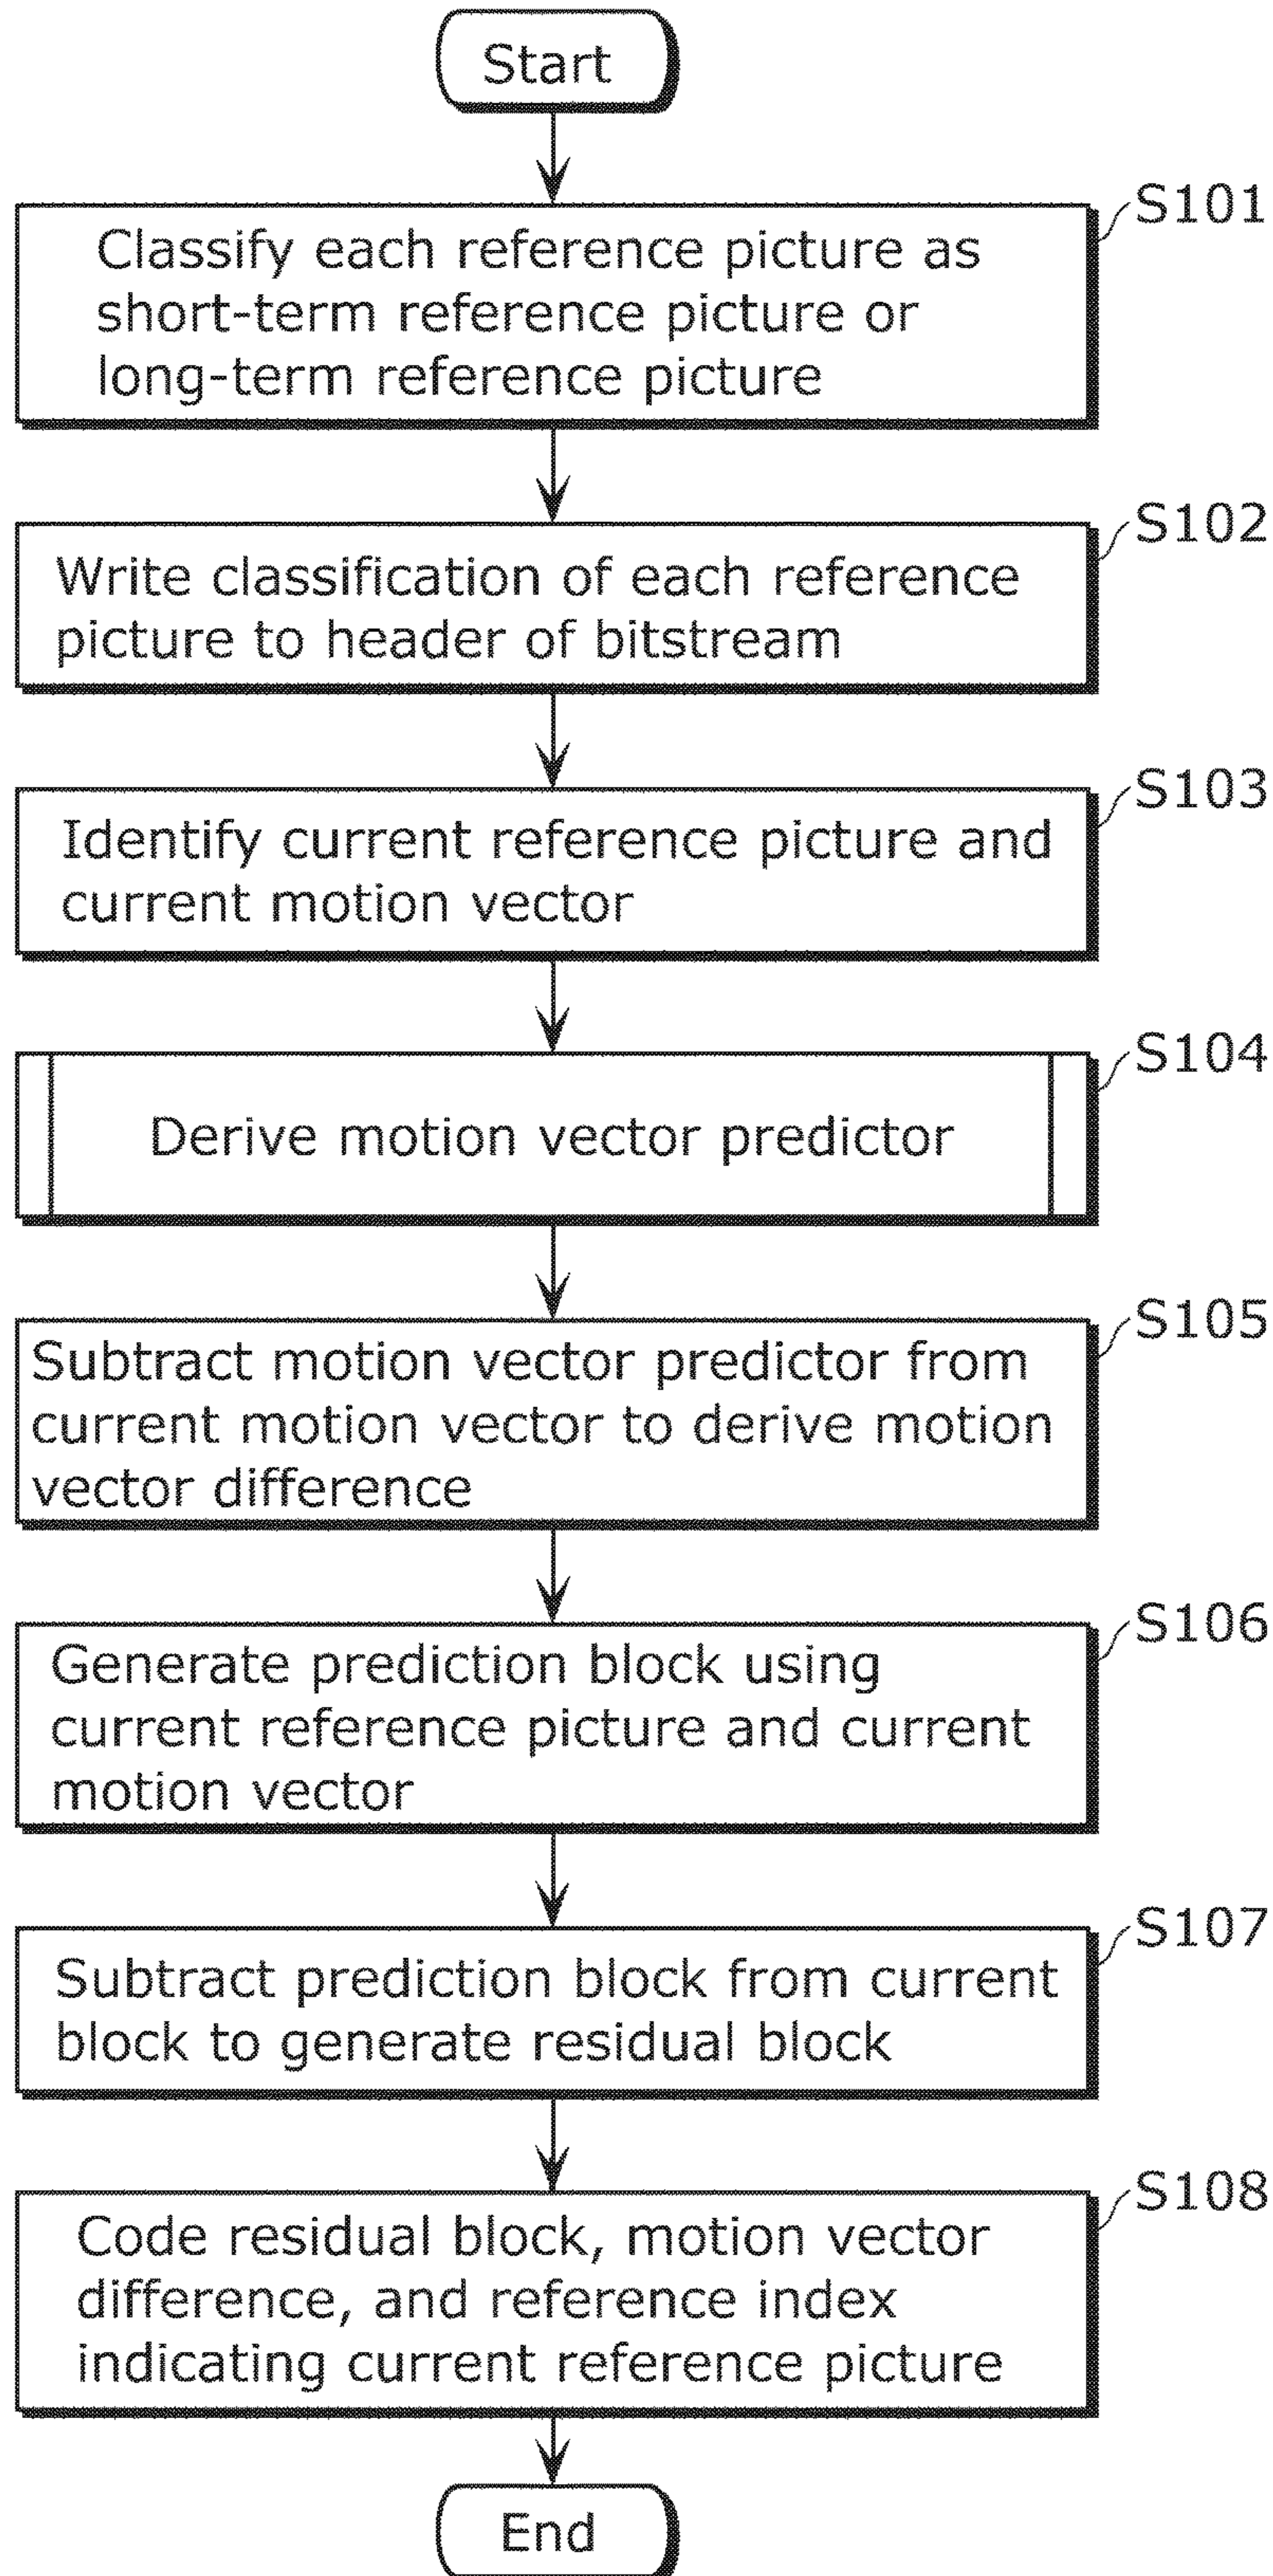 Start
S101
Classify each reference picture as
short-term reference picture or
long-term reference picture
S102
Write classification of each reference
picture to header of bitstream
S103
Identify current reference picture and
current motion vector
S104
Derive motion vector predictor
S105
Subtract motion vector predictor from
current motion vector to derive motion
vector difference
S106
Generate prediction block using
current reference picture and current
motion vector
S107
Subtract prediction block from current
block to generate residual block
S108
Code residual block, motion vector
difference, and reference index
indicating current reference picture
End